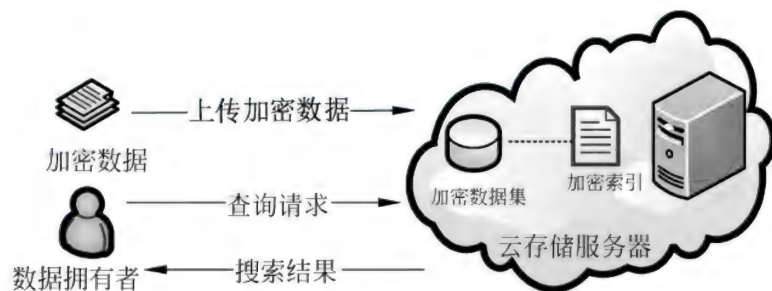 上传加密数据
加密数据
加密数据集
加密索引
查询请求
云存储服务器
数据拥有者
搜索结果